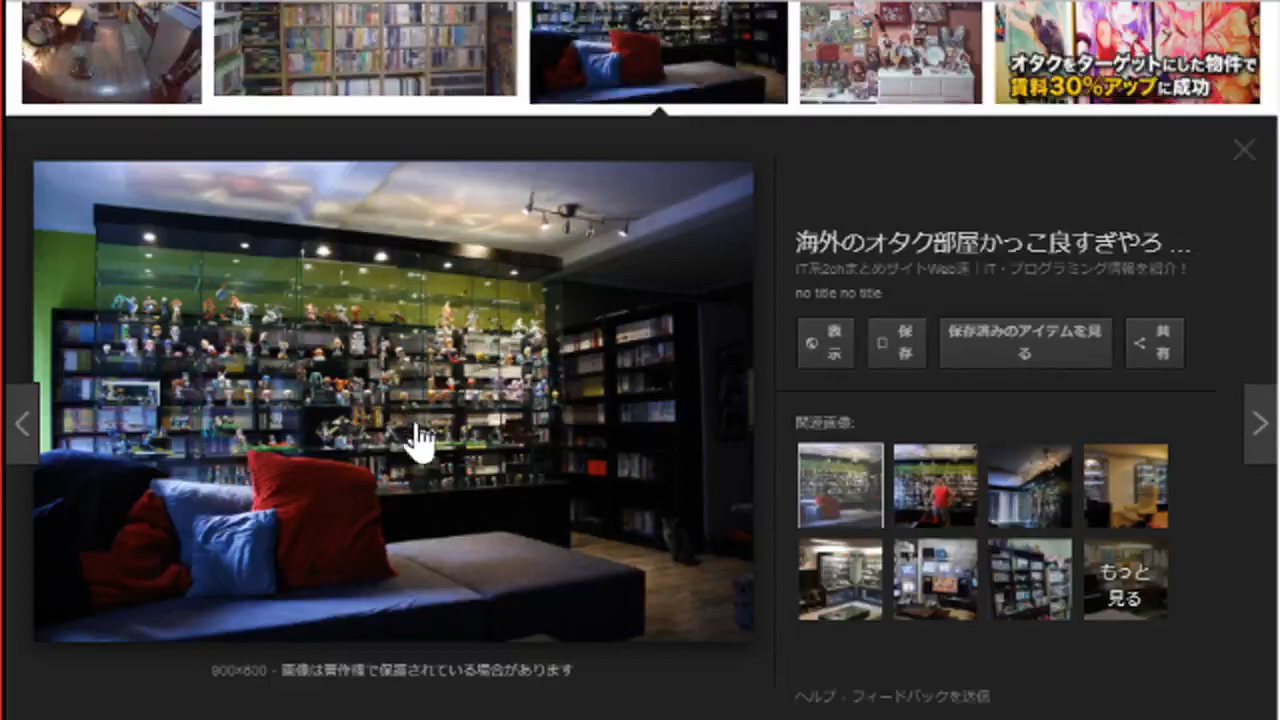 オタクをターゲットにした物件で
賃料30%アップに成功
海外のオタク部屋かっこ良すぎやろ ...
IT系2chまとめサイトWeb速｜IT・プログラミング情報を紹介！
no title no title
表示
保存
保存済みのアイテムを見る
共有
関連画像:
もっと
見る
900×600 - 画像は著作権で保護されている場合があります
ヘルプ - フィードバックを送信